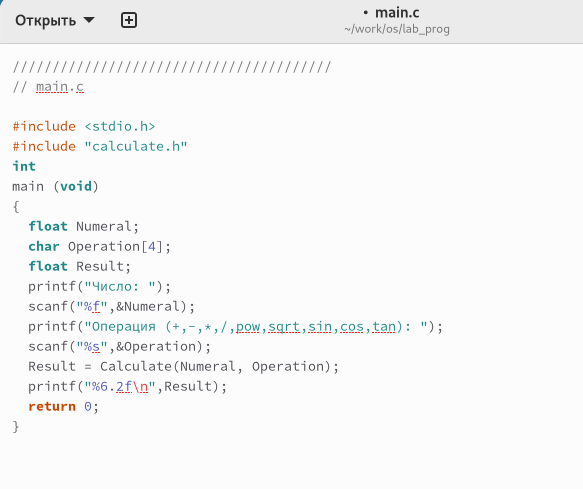 Открыть
• main.c
~/work/os/lab_prog
////////////////////////////////////////
// main.c
#include <stdio.h>
#include "calculate.h"
int
main (void)
{
float Numeral;
char Operation[4];
float Result;
printf("Число: ");
scanf("%f",&Numeral);
printf("Операция (+,-,*,/,pow,sqrt,sin,cos,tan): ");
scanf("%s",&Operation);
Result = Calculate(Numeral, Operation);
printf("%6.2f\n",Result);
return 0;
}